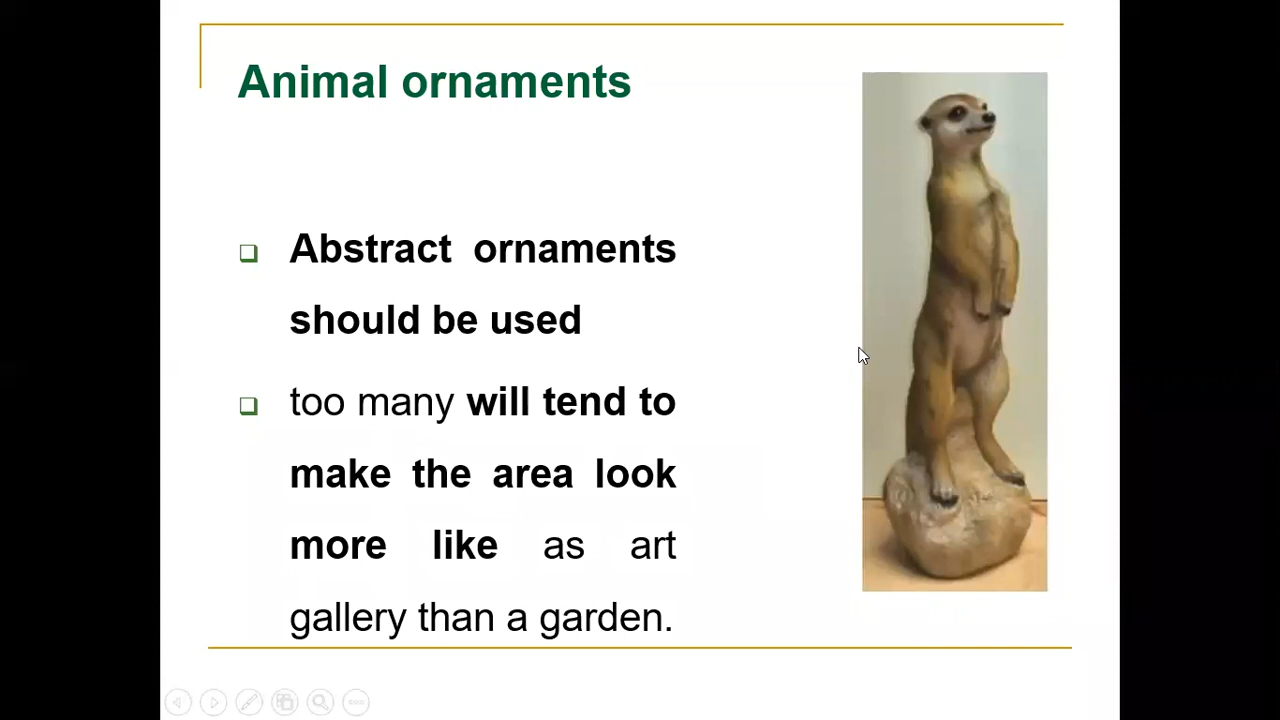 Animal ornaments
Abstract ornaments
should be used
too many will tend to
make the area look
more like as art
gallery than a garden.